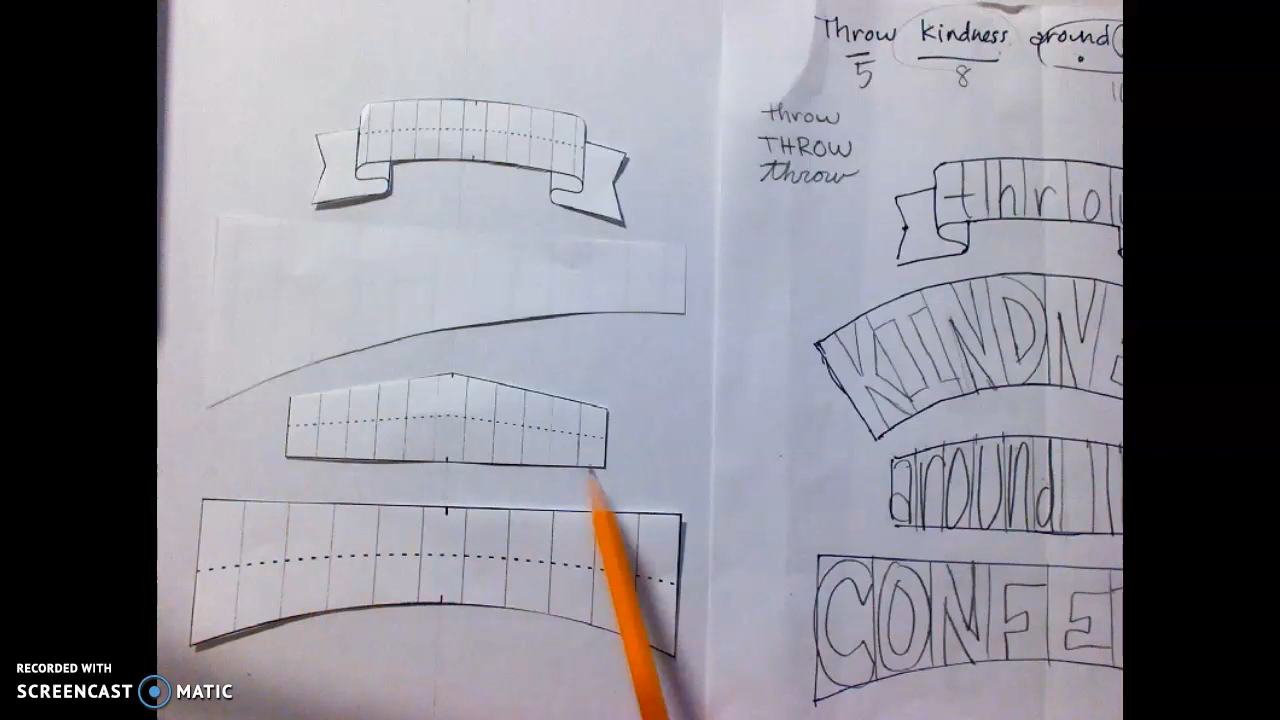 Throw kindness around
5 8
throw
THROW
throw
thro
KINDN
around
CONFE
RECORDED WITH
SCREENCAST MATIC